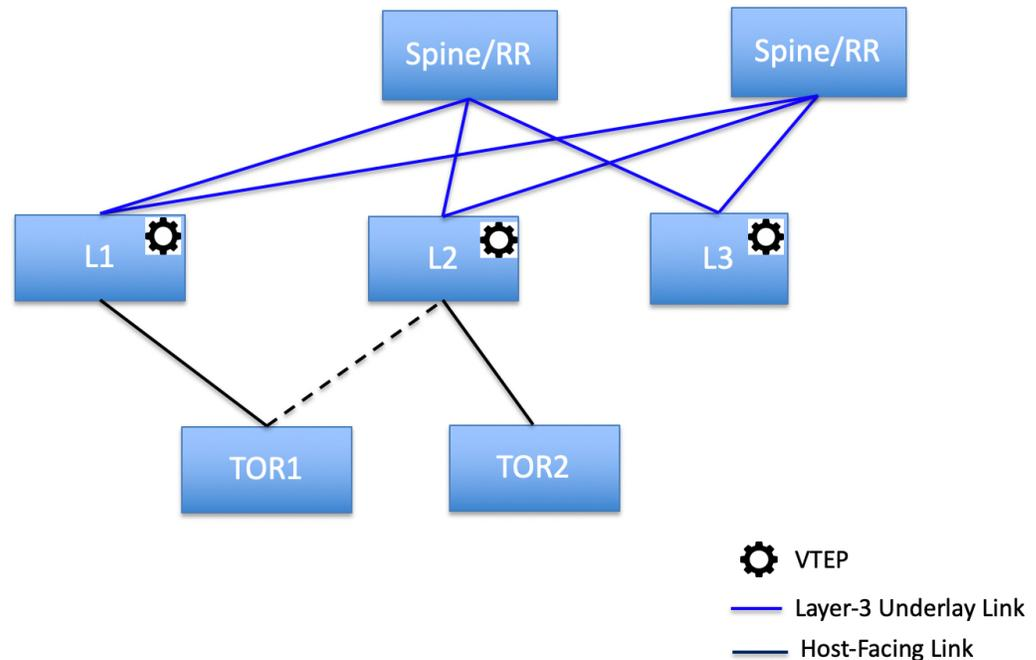 Spine/RR
Spine/RR
L1
L2
L3
TOR1
TOR2
VTEP
Layer-3 Underlay Link
Host-Facing Link